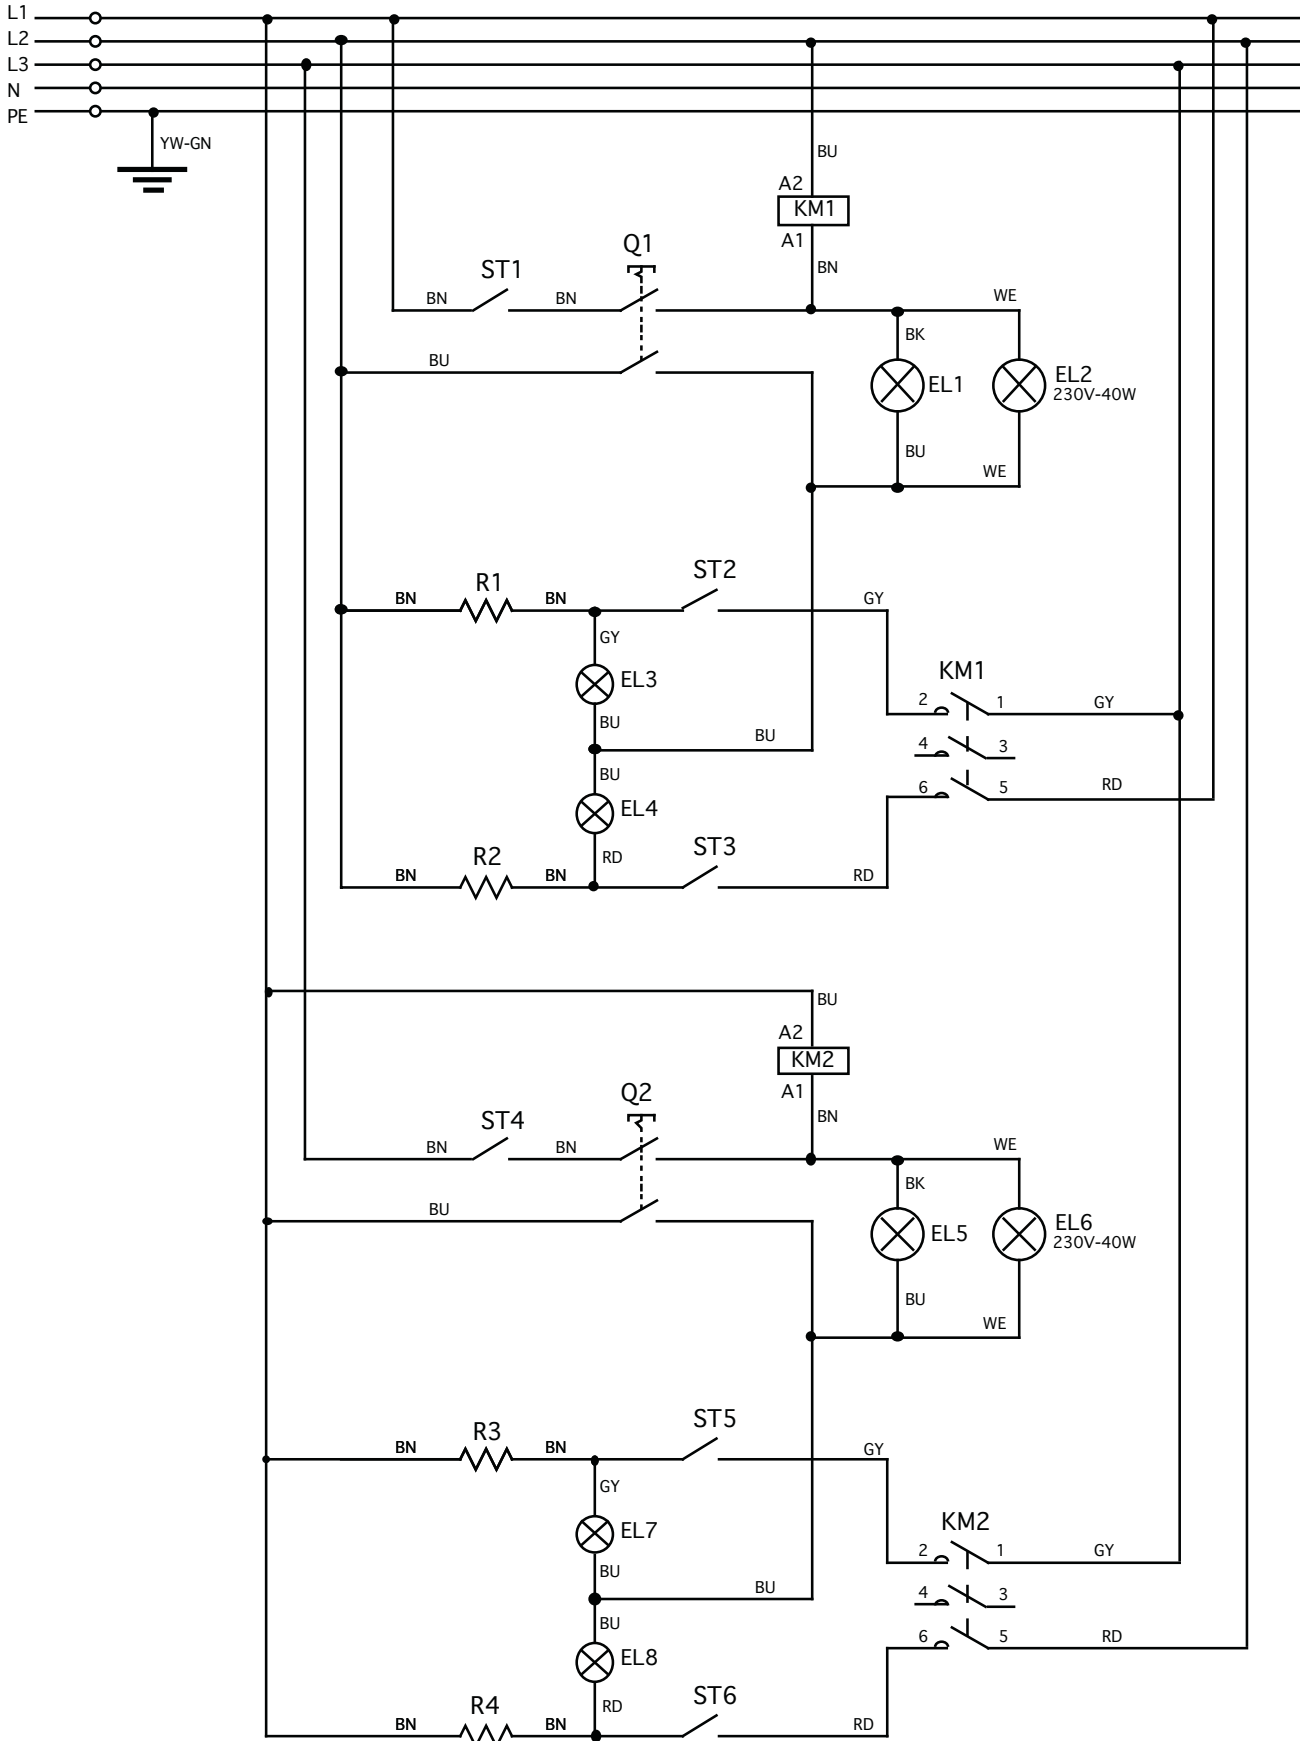 L1
L2
L3
N
PE
YW-GN
BU
A2
KM1
A1
BN
Q1
ST1
BN
BN
WE
BK
BU
EL1
EL2
230V-40W
BU
WE
ST2
R1
BN
BN
GY
GY
EL3
KM1
2
1
GY
BU
BU
4
3
BU
6
5
RD
EL4
ST3
R2
RD
BN
BN
RD
BU
A2
KM2
A1
Q2
BN
ST4
BN
BN
WE
BK
BU
EL5
EL6
230V-40W
BU
WE
ST5
R3
BN
BN
GY
GY
EL7
KM2
2
1
GY
BU
BU
4
3
BU
6
5
RD
EL8
ST6
R4
RD
BN
BN
RD